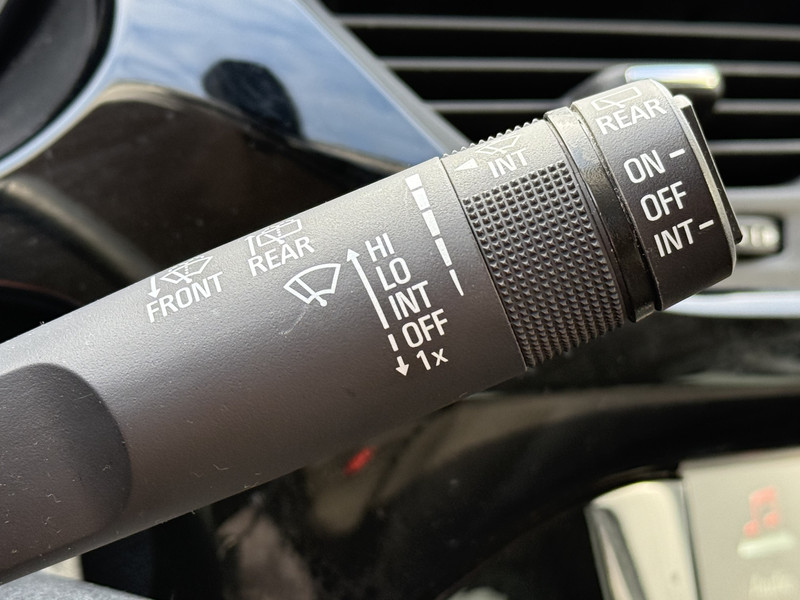 FRONT
REAR
HI
LO
INT
OFF
1x
INT
REAR
ON
OFF
INT